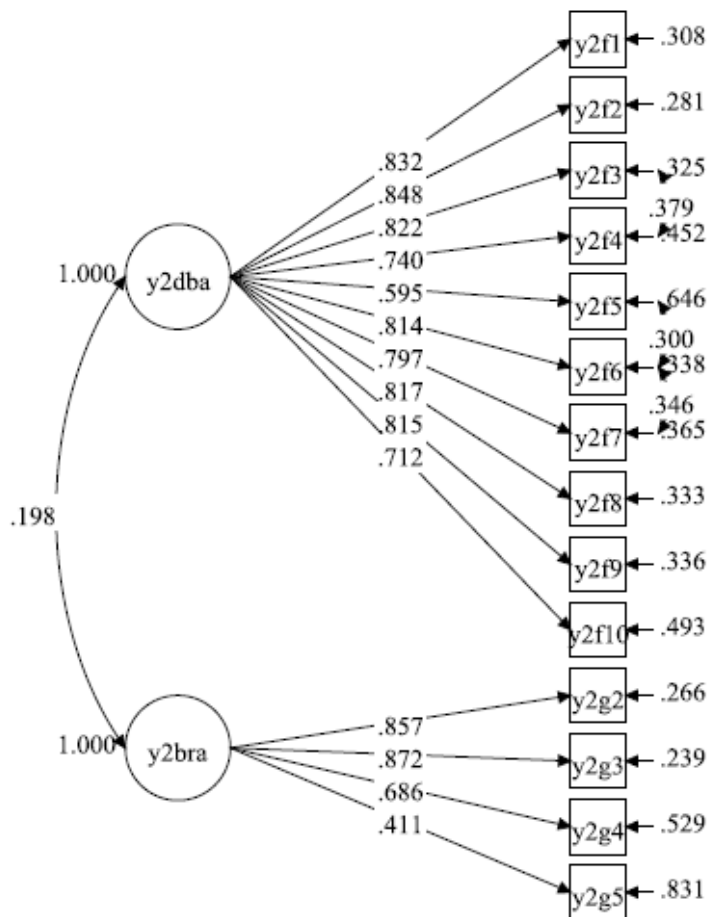 y2f1 .308
y2f2 .281
.832
y2f3 .325
.848
.379
.822
y2f4 .452
.740
1.000 y2dba
.595
y2f5 .646
.814
.300
.797
y2f6 .338
.817
.346
.815
y2f7 .365
.712
y2f8 .333
.198
y2f9 .336
y2f10 .493
y2g2 .266
.857
1.000 y2bra
.872
y2g3 .239
.686
.411
y2g4 .529
y2g5 .831